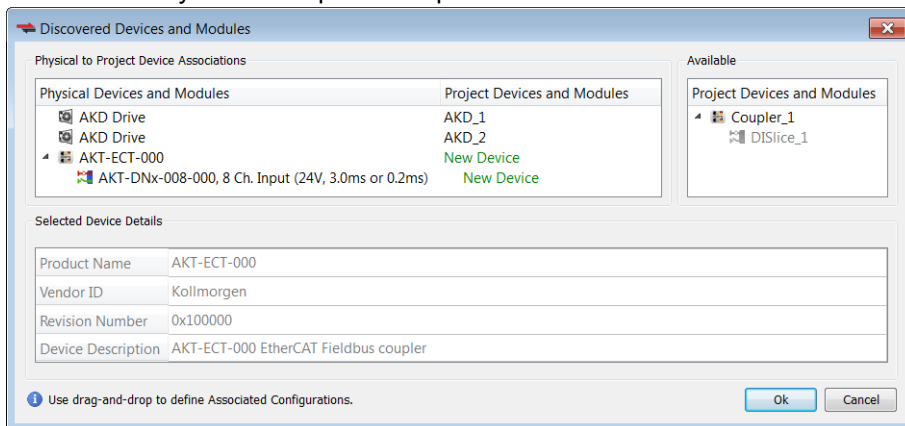 Discovered Devices and Modules
Physical to Project Device Associations
Available
Physical Devices and Modules Project Devices and Modules
Project Devices and Modules
AKD Drive AKD_1
Coupler_1
AKD Drive AKD_2
DISlice_1
AKT-ECT-000 New Device
AKT-DNx-008-000, 8 Ch. Input (24V, 3.0ms or 0.2ms) New Device
Selected Device Details
Product Name AKT-ECT-000
Vendor ID Kollmorgen
Revision Number 0x100000
Device Description AKT-ECT-000 EtherCAT Fieldbus coupler
Use drag-and-drop to define Associated Configurations.
Ok Cancel